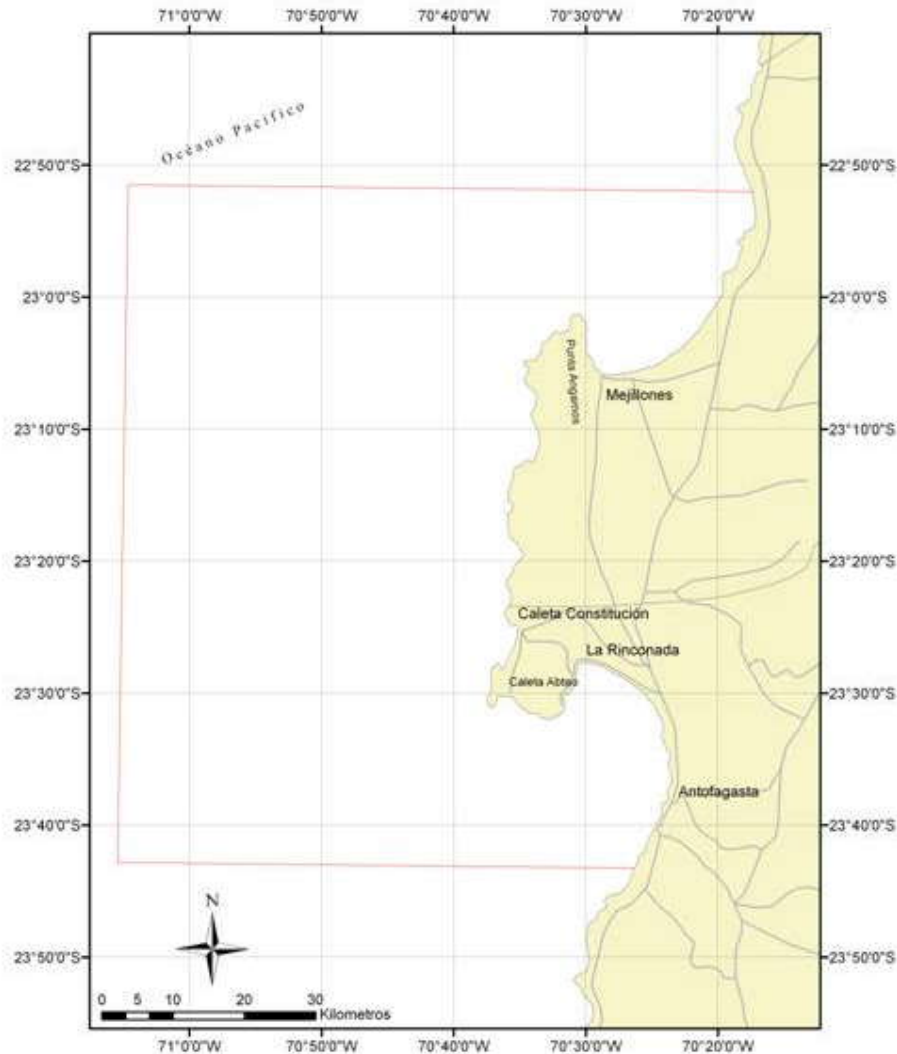 71°0'0"W 70°50'0"W 70°40'0"W 70°30'0"W 70°20'0"W
Océano Pacífico
22°50'0"S 22°50'0"S
23°0'0"S 23°0'0"S
Punta Angamos
Mejillones
23°10'0"S 23°10'0"S
23°20'0"S 23°20'0"S
Caleta Constitución
La Rinconada
Caleta Abtao
23°30'0"S 23°30'0"S
Antofagasta
23°40'0"S 23°40'0"S
N
23°50'0"S 23°50'0"S
0 5 10 20 30
Kilometros
71°0'0"W 70°50'0"W 70°40'0"W 70°30'0"W 70°20'0"W